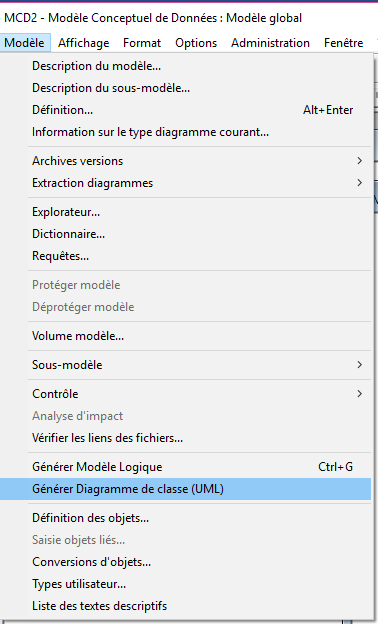 MCD2 - Modèle Conceptuel de Données : Modèle global
Modèle Affichage Format Options Administration Fenêtre
Description du modèle...
Description du sous-modèle...
Définition... Alt+Enter
Information sur le type diagramme courant...
Archives versions
Extraction diagrammes
Explorateur...
Dictionnaire...
Requêtes...
Protéger modèle
Déprotéger modèle
Volume modèle...
Sous-modèle
Contrôle
Analyse d'impact
Vérifier les liens des fichiers...
Générer Modèle Logique Ctrl+G
Générer Diagramme de classe (UML)
Définition des objets...
Saisie objets liés...
Conversions d'objets...
Types utilisateur...
Liste des textes descriptifs